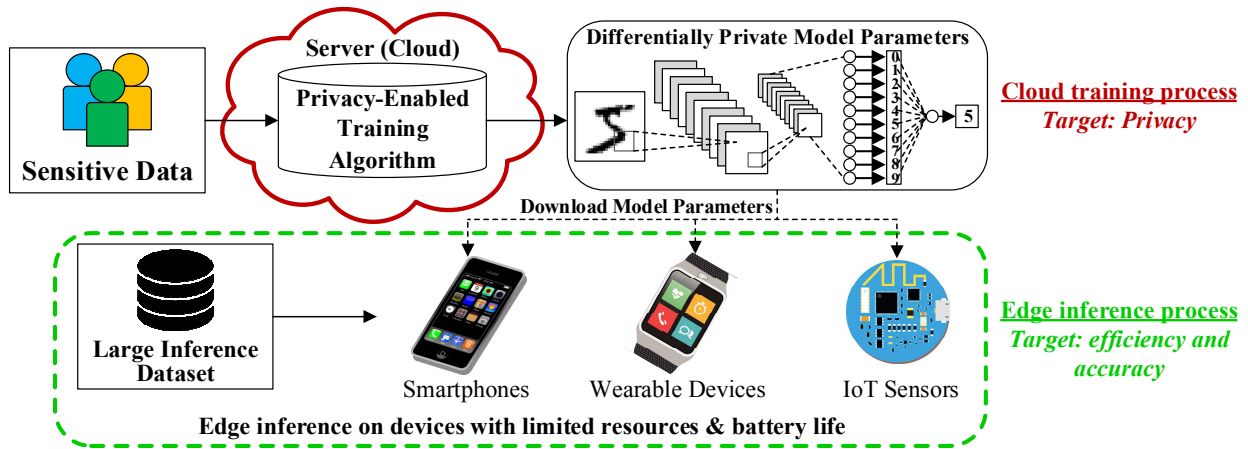 Server (Cloud)
Privacy-Enabled
Training
Algorithm
Sensitive Data
Differentially Private Model Parameters
0
1
2
3
4
5
6
7
8
9
5
Cloud training process
Target: Privacy
Download Model Parameters
Large Inference
Dataset
Smartphones
Wearable Devices
IoT Sensors
Edge inference process
Target: efficiency and
accuracy
Edge inference on devices with limited resources & battery life